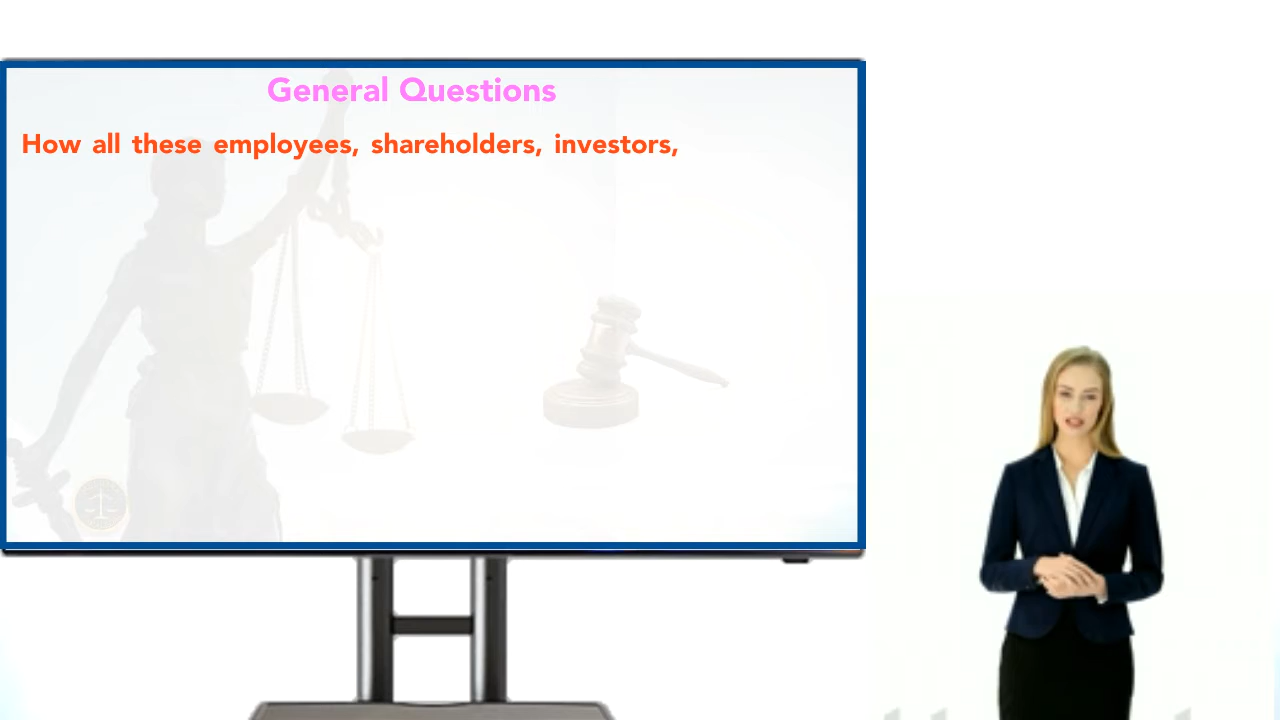 General Questions
How all these employees, shareholders, investors,